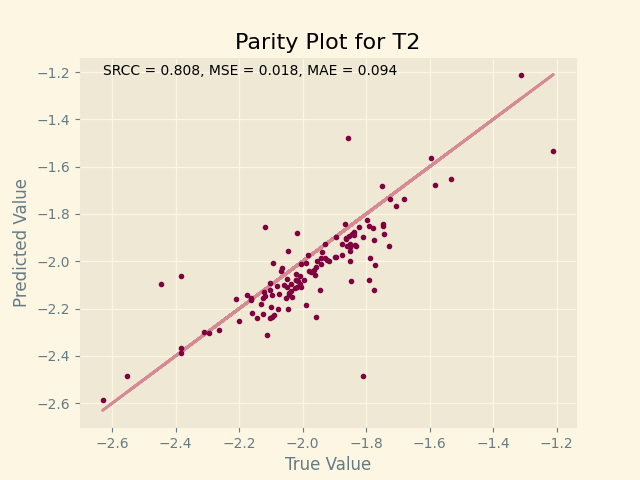 Parity Plot for T2
SRCC = 0.808, MSE = 0.018, MAE = 0.094
−1.2
−1.4
−1.6
−1.8
−2.0
−2.2
−2.4
−2.6
Predicted Value
−2.6 −2.4 −2.2 −2.0 −1.8 −1.6 −1.4 −1.2
True Value